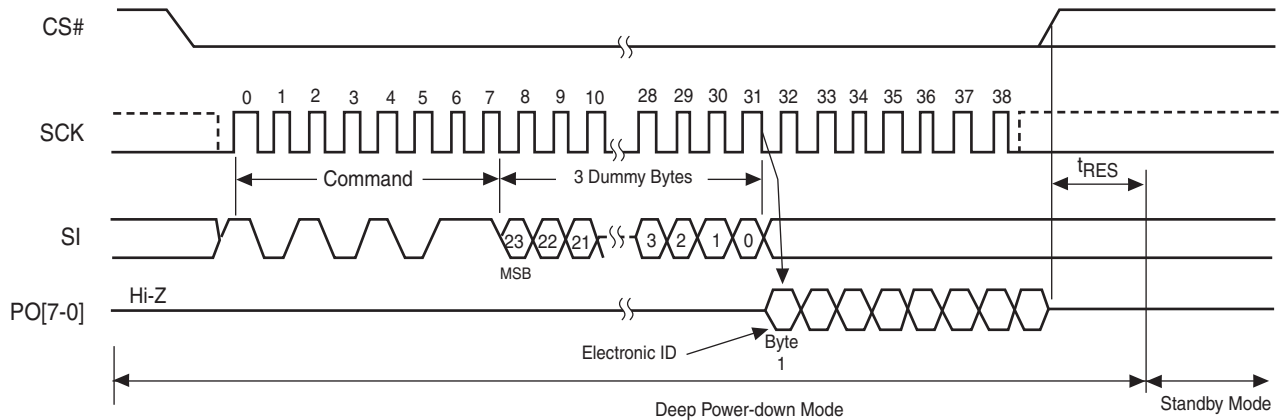 CS#
0 1 2 3 4 5 6 7 8 9 10 28 29 30 31 32 33 34 35 36 37 38
SCK
Command
3 Dummy Bytes
tRES
SI
23 22 21 3 2 1 0
MSB
Hi-Z
PO[7-0]
Electronic ID
Byte
1
Deep Power-down Mode
Standby Mode